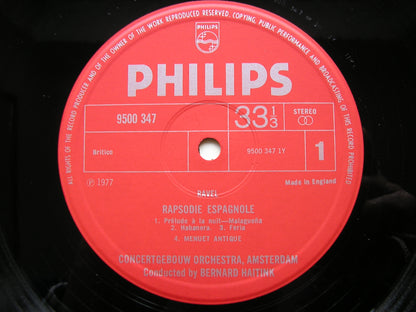 ALL RIGHTS OF THE RECORD PRODUCER AND OF THE OWNER OF THE WORK REPRODUCED RESERVED. COPYING, PUBLIC PERFORMANCE AND BROADCASTING OF THIS RECORD PROHIBITED
PHILIPS
PHILIPS
9500 347
33 1/3
STEREO
Britico
9500 347 1Y
1
℗ 1977
Made in England
RAVEL
RAPSODIE ESPAGNOLE
1. Prélude à la nuit—Malagueña
2. Habanera. 3. Feria
4. MENUET ANTIQUE
CONCERTGEBOUW ORCHESTRA, AMSTERDAM
Conducted by BERNARD HAITINK